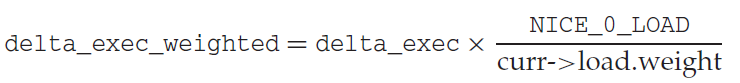 delta_exec_weighted = delta_exec × NICE_0_LOAD
curr->load.weight